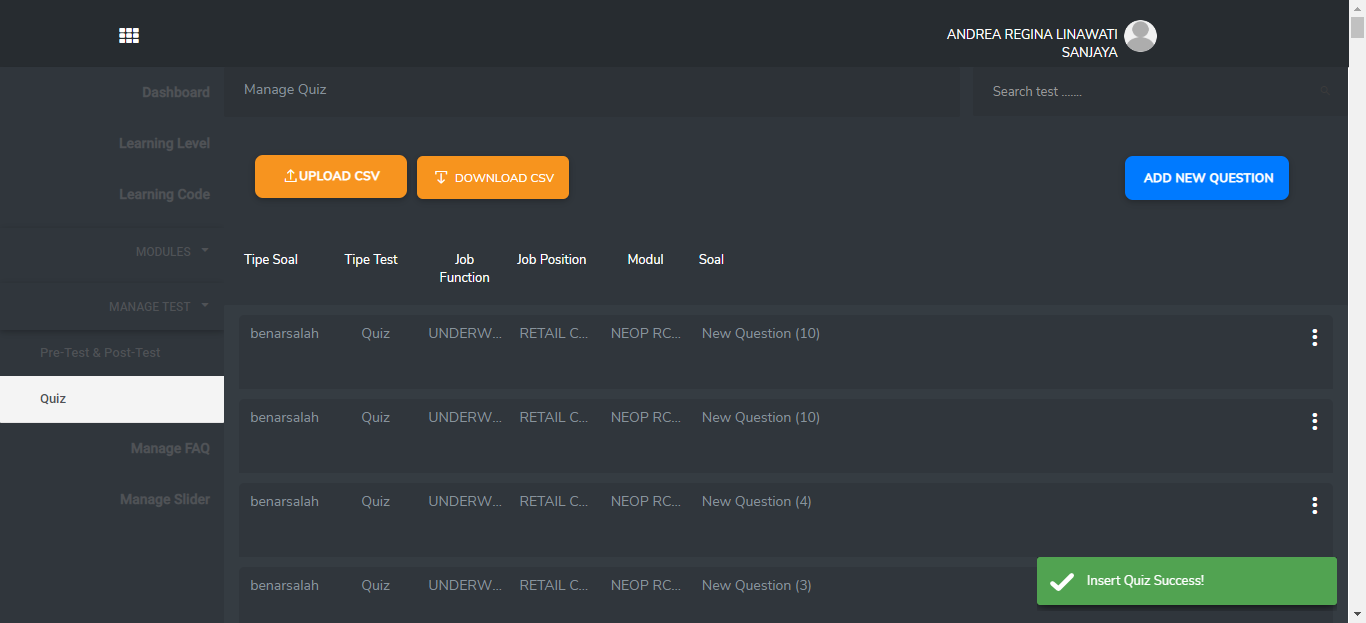 ANDREA REGINA LINAWATI
SANJAYA
Dashboard
Learning Level
Learning Code
MODULES
MANAGE TEST
Pre-Test & Post-Test
Quiz
Manage FAQ
Manage Slider
Manage Quiz
Search test .......
UPLOAD CSV
DOWNLOAD CSV
ADD NEW QUESTION
Tipe Soal Tipe Test Job Function Job Position Modul Soal
benarsalah Quiz UNDERW... RETAIL C... NEOP RC... New Question (10)
benarsalah Quiz UNDERW... RETAIL C... NEOP RC... New Question (10)
benarsalah Quiz UNDERW... RETAIL C... NEOP RC... New Question (4)
benarsalah Quiz UNDERW... RETAIL C... NEOP RC... New Question (3)
Insert Quiz Success!